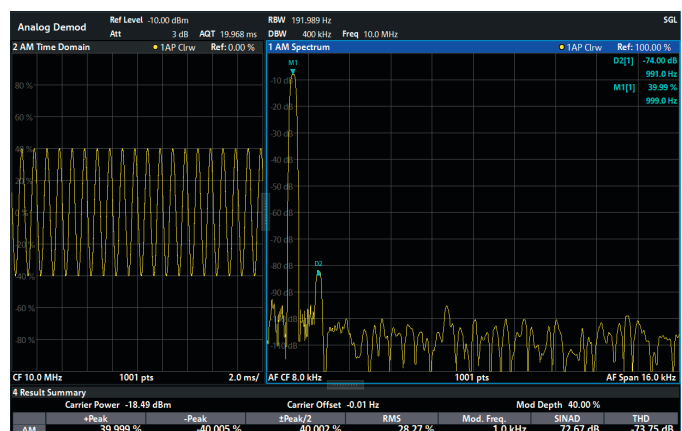 Analog Demod Ref Level -10.00 dBm RBW 191.989 Hz SGL
Att 3 dB AQT 19.968 ms DBW 400 kHz Freq 10.0 MHz
2 AM Time Domain 1AP Clrw Ref: 0.00 %
80 %
60 %
40 %
20 %
0 %
-20 %
-40 %
-60 %
-80 %
CF 10.0 MHz 1001 pts 2.0 ms/
1 AM Spectrum 1AP Clrw Ref: 100.00 %
D2[1] -74.00 dB
991.0 Hz
M1[1] 39.99 %
999.0 Hz
M1
-10 dB
-20 dB
-30 dB
-40 dB
-50 dB
-60 dB
-70 dB
D2
-80 dB
-90 dB
-110 dB
AF CF 8.0 kHz 1001 pts AF Span 16.0 kHz
4 Result Summary
Carrier Power -18.49 dBm Carrier Offset -0.01 Hz Mod Depth 40.00 %
+Peak -Peak ±Peak/2 RMS Mod. Freq. SINAD THD
AM 39.999 % -40.005 % 40.002 % 28.27 % 1.0 kHz 72.67 dB -73.75 dB